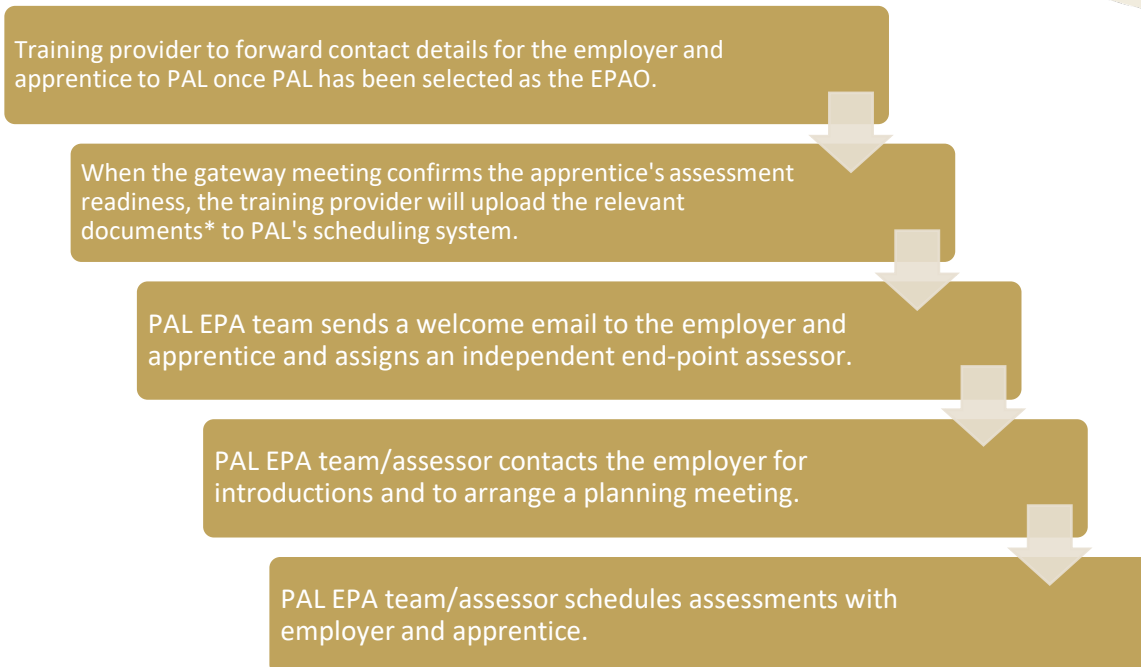 Training provider to forward contact details for the employer and
apprentice to PAL once PAL has been selected as the EPAO.
When the gateway meeting confirms the apprentice's assessment
readiness, the training provider will upload the relevant
documents* to PAL's scheduling system.
PAL EPA team sends a welcome email to the employer and
apprentice and assigns an independent end-point assessor.
PAL EPA team/assessor contacts the employer for
introductions and to arrange a planning meeting.
PAL EPA team/assessor schedules assessments with
employer and apprentice.